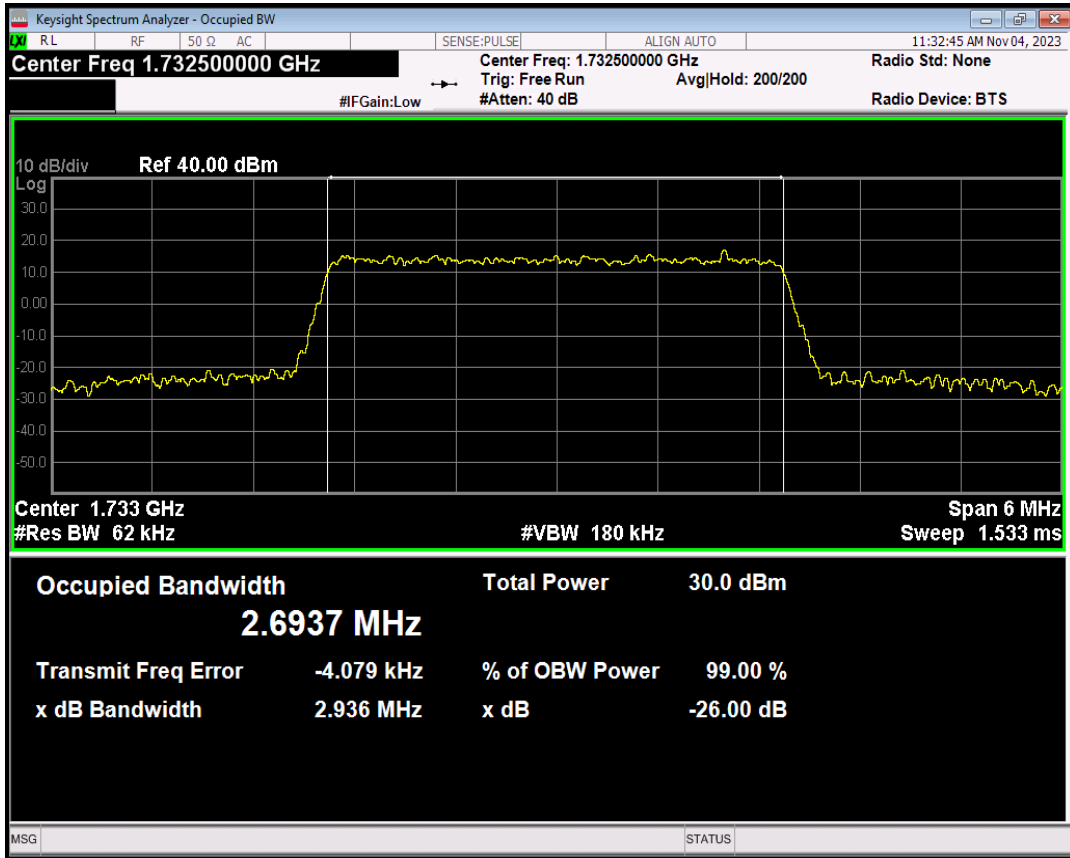 Keysight Spectrum Analyzer - Occupied BW
LXI RL RF 50 Ω AC SENSE:PULSE ALIGN AUTO 11:32:45 AM Nov 04, 2023
Center Freq 1.732500000 GHz Center Freq: 1.732500000 GHz Radio Std: None
Trig: Free Run Avg|Hold: 200/200
#IFGain:Low #Atten: 40 dB Radio Device: BTS
10 dB/div Ref 40.00 dBm
Log
30.0
20.0
10.0
0.00
-10.0
-20.0
-30.0
-40.0
-50.0
Center 1.733 GHz Span 6 MHz
#Res BW 62 kHz #VBW 180 kHz Sweep 1.533 ms
Occupied Bandwidth Total Power 30.0 dBm
2.6937 MHz
Transmit Freq Error -4.079 kHz % of OBW Power 99.00 %
x dB Bandwidth 2.936 MHz x dB -26.00 dB
MSG STATUS